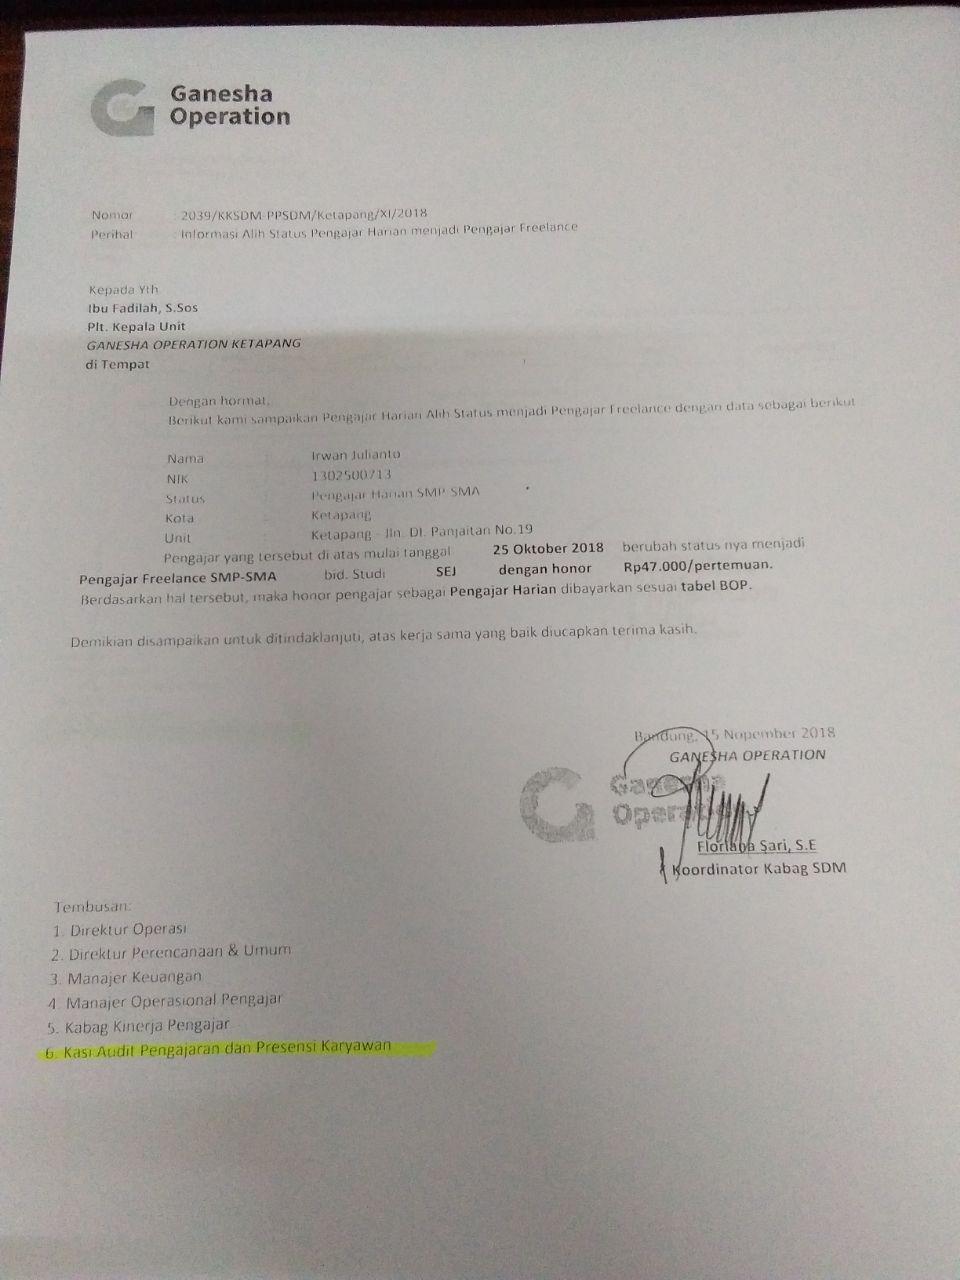 Ganesha
Operation
Nomor : 2039/KKSDM-PPSDM/Ketapang/XI/2018
Perihal : Informasi Alih Status Pengajar Harian menjadi Pengajar Freelance
Kepada Yth
Ibu Fadilah, S.Sos
Plt. Kepala Unit
GANESHA OPERATION KETAPANG
di Tempat
Dengan hormat,
Berikut kami sampaikan Pengajar Harian Alih Status menjadi Pengajar Freelance dengan data sebagai berikut
Nama : Irwan Julianto
NIK : 1302500713
Status : Pengajar Harian SMP-SMA
Kota : Ketapang
Unit : Ketapang - Jln. DI. Panjaitan No.19
Pengajar yang tersebut di atas mulai tanggal 25 Oktober 2018 berubah status nya menjadi
Pengajar Freelance SMP-SMA bid. Studi SEJ dengan honor Rp47.000/pertemuan.
Berdasarkan hal tersebut, maka honor pengajar sebagai Pengajar Harian dibayarkan sesuai tabel BOP.
Demikian disampaikan untuk ditindaklanjuti, atas kerja sama yang baik diucapkan terima kasih.
Bandung, 15 Nopember 2018
GANESHA OPERATION
Ganesha
Operation
Floriana Sari, S.E
Koordinator Kabag SDM
Tembusan:
1. Direktur Operasi
2. Direktur Perencanaan & Umum
3. Manajer Keuangan
4. Manajer Operasional Pengajar
5. Kabag Kinerja Pengajar
6. Kasi Audit Pengajaran dan Presensi Karyawan